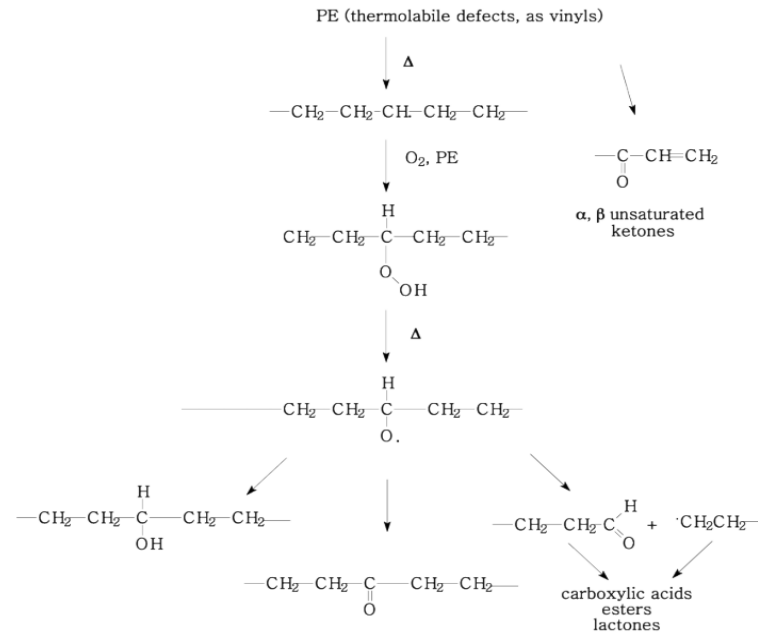 PE (thermolabile defects, as vinyls)
Δ
—CH₂—CH₂-CH.-CH₂—CH₂—
O₂, PE
—C—CH=CH₂
O
α, β unsaturated
ketones
H
CH₂—CH₂—C—CH₂—CH₂—
O
OH
Δ
H
CH₂—CH₂—C—CH₂—CH₂—
O.
H
—CH₂—CH₂—C—CH₂—CH₂—
OH
H
—CH₂—CH₂C + ·CH₂CH₂—
O
—CH₂—CH₂—C—CH₂—CH₂—
O
carboxylic acids
esters
lactones